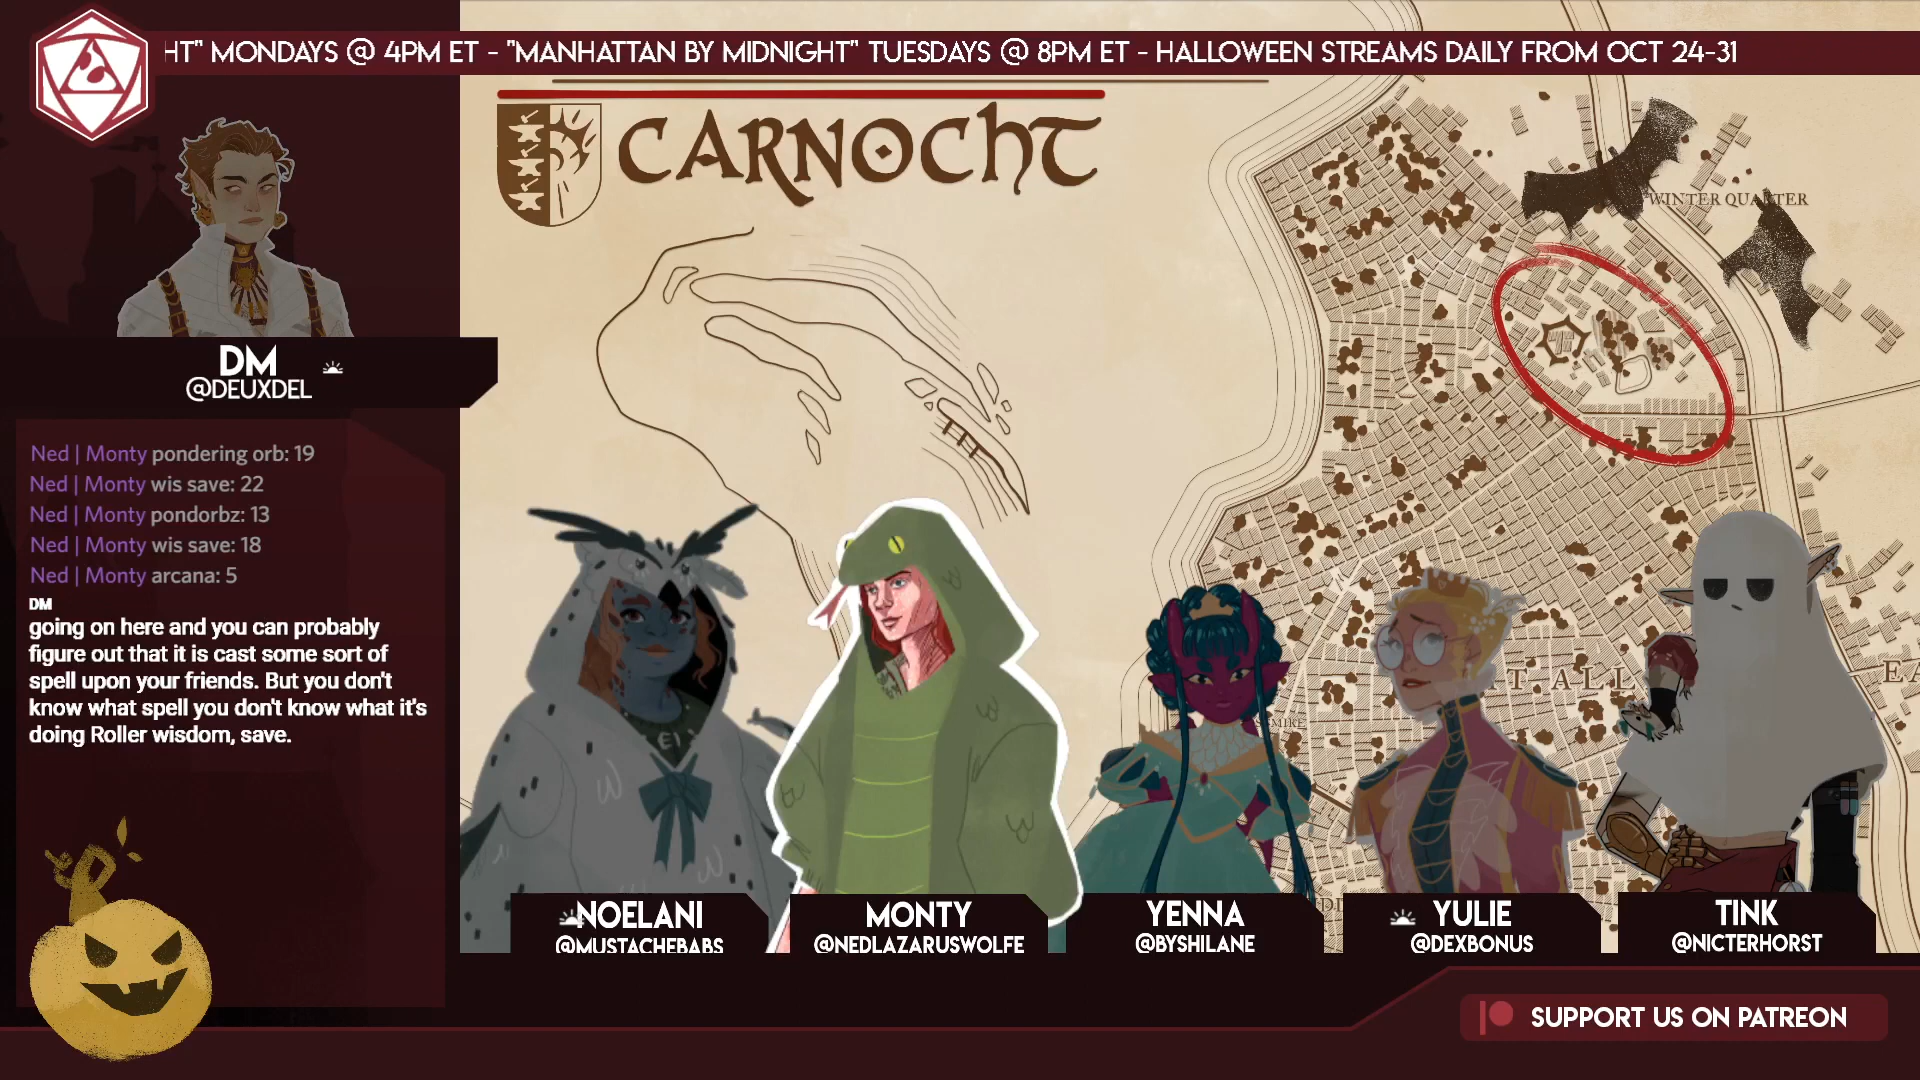 HT" MONDAYS @ 4PM ET - "MANHATTAN BY MIDNIGHT" TUESDAYS @ 8PM ET - HALLOWEEN STREAMS DAILY FROM OCT 24-31
CARNOCHT
WINTER QUARTER
DM
@DEUXDEL
Ned | Monty pondering orb: 19
Ned | Monty wis save: 22
Ned | Monty pondorbz: 13
Ned | Monty wis save: 18
Ned | Monty arcana: 5
DM
going on here and you can probably
figure out that it is cast some sort of
spell upon your friends. But you don't
know what spell you don't know what it's
doing Roller wisdom, save.
NOELANI
@MUSTACHEBABS
MONTY
@NEDLAZARUSWOLFE
YENNA
@BYSHILANE
YULIE
@DEXBONUS
TINK
@NICTERHORST
SUPPORT US ON PATREON